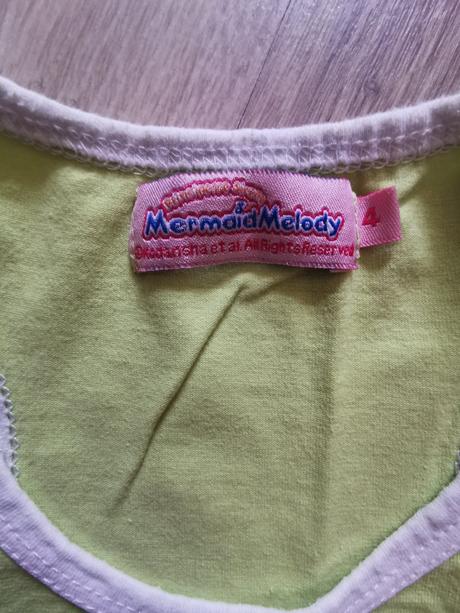 Mermaid Melody
©Kodansha et al. All Rights Reserved
4